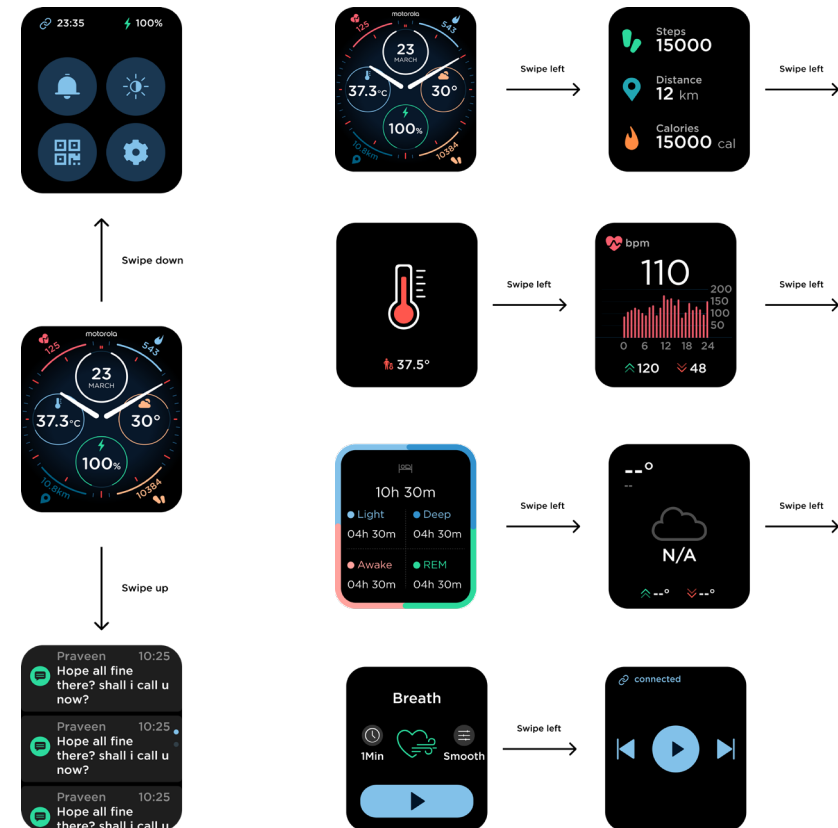 23:35
100%
Swipe down
motorola
125
543
23
MARCH
37.3°C
30°
100%
10.8km
10384
Swipe up
Praveen 10:25
Hope all fine
there? shall i call u
now?
Praveen 10:25
Hope all fine
there? shall i call u
now?
Praveen 10:25
Hope all fine
there? shall i call u
motorola
125
543
23
MARCH
37.3°C
30°
100%
10.8km
10384
Swipe left
Steps
15000
Distance
12 km
Calories
15000 cal
Swipe left
37.5°
Swipe left
bpm
110
200
150
100
50
0 6 12 18 24
120 48
Swipe left
10h 30m
Light Deep
04h 30m 04h 30m
Awake REM
04h 30m 04h 30m
Swipe left
--°
--
N/A
--° --°
Swipe left
Breath
1Min Smooth
Swipe left
connected